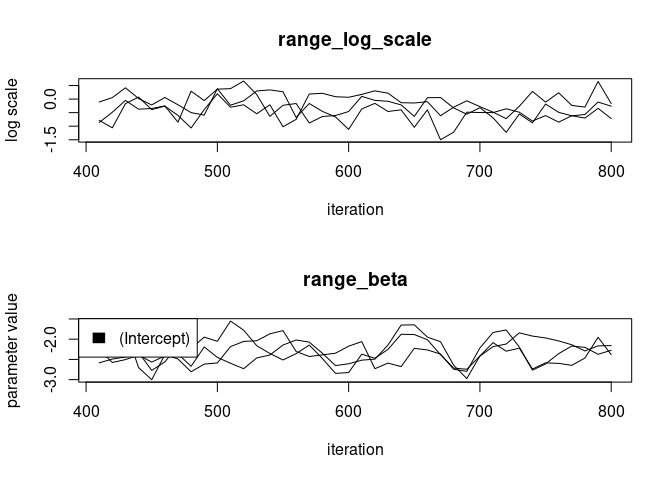 range_log_scale
log scale
0.0
-1.5
400 500 600 700 800
iteration
range_beta
parameter value
-2.0
-3.0
(Intercept)
400 500 600 700 800
iteration